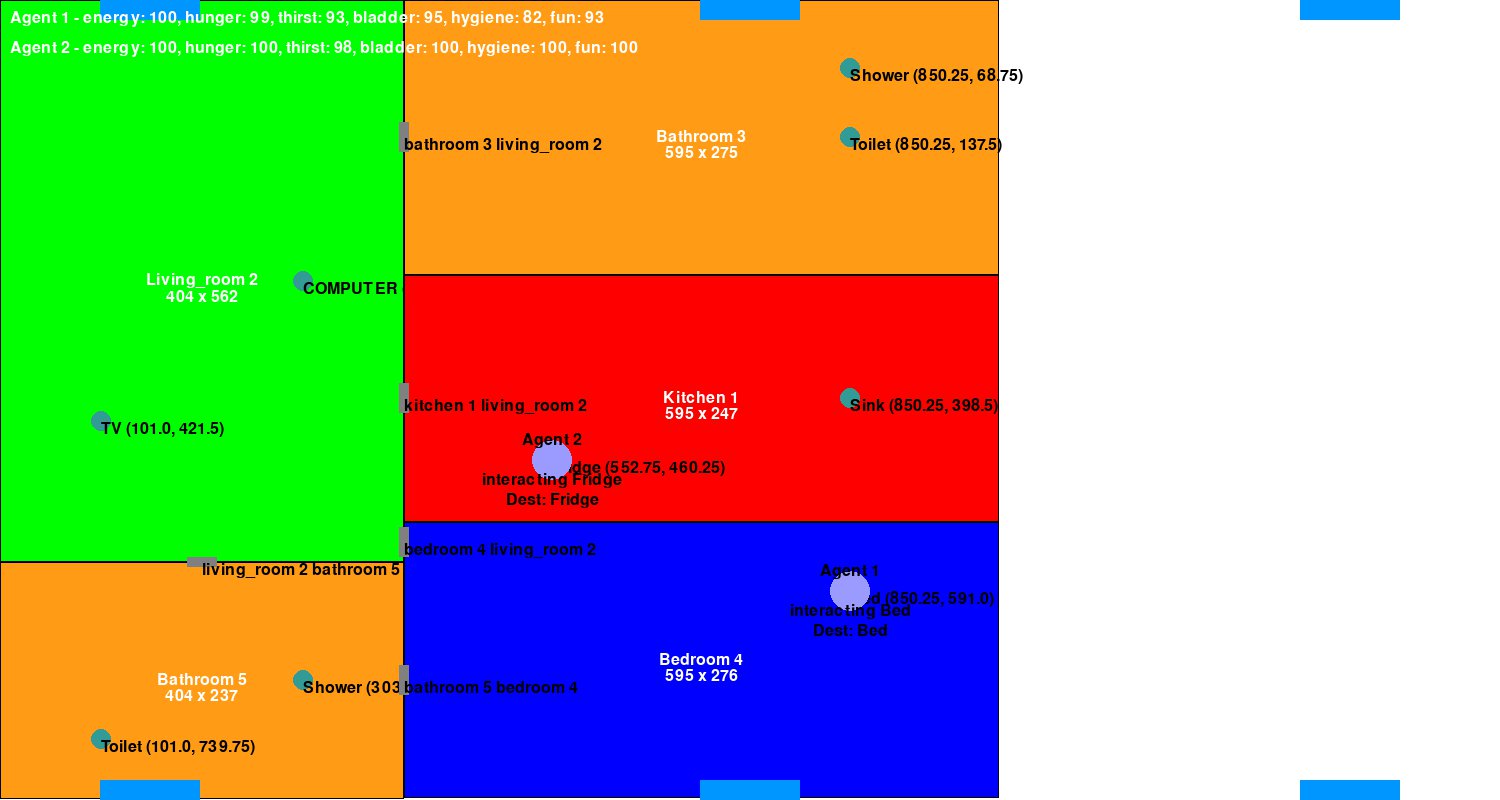 Agent 1 - energy: 100, hunger: 99, thirst: 93, bladder: 95, hygiene: 82, fun: 93
Agent 2 - energy: 100, hunger: 100, thirst: 98, bladder: 100, hygiene: 100, fun: 100
Shower (850.25, 68.75)
bathroom 3 living_room 2
Bathroom 3
595 x 275
Toilet (850.25, 137.5)
Living_room 2
404 x 562
COMPUTER
kitchen 1 living_room 2
Kitchen 1
595 x 247
Sink (850.25, 398.5)
TV (101.0, 421.5)
Agent 2
dge (552.75, 460.25)
interacting Fridge
Dest: Fridge
bedroom 4 living_room 2
living_room 2 bathroom 5
Agent 1
d (850.25, 591.0)
interacting Bed
Dest: Bed
Bedroom 4
595 x 276
Bathroom 5
404 x 237
Shower (303
bathroom 5 bedroom 4
Toilet (101.0, 739.75)